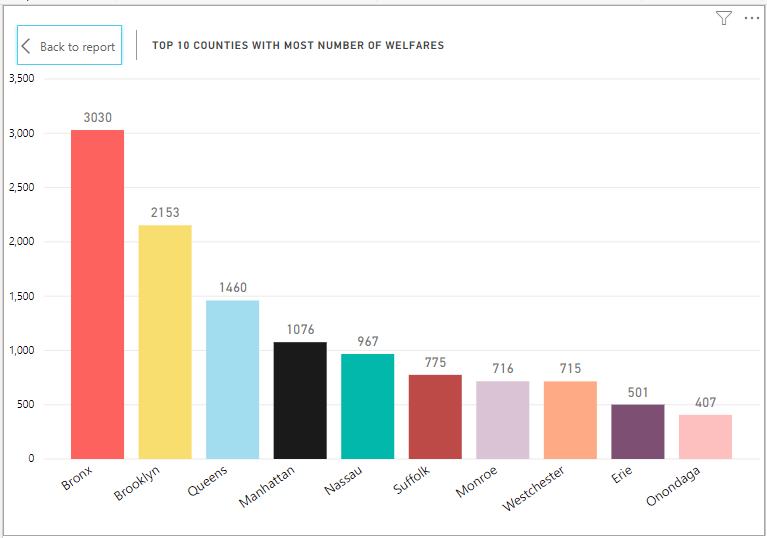 Back to report
TOP 10 COUNTIES WITH MOST NUMBER OF WELFARES
3,500
3,000
2,500
2,000
1,500
1,000
500
0
3030
2153
1460
1076
967
775
716
715
501
407
Bronx
Brooklyn
Queens
Manhattan
Nassau
Suffolk
Monroe
Westchester
Erie
Onondaga